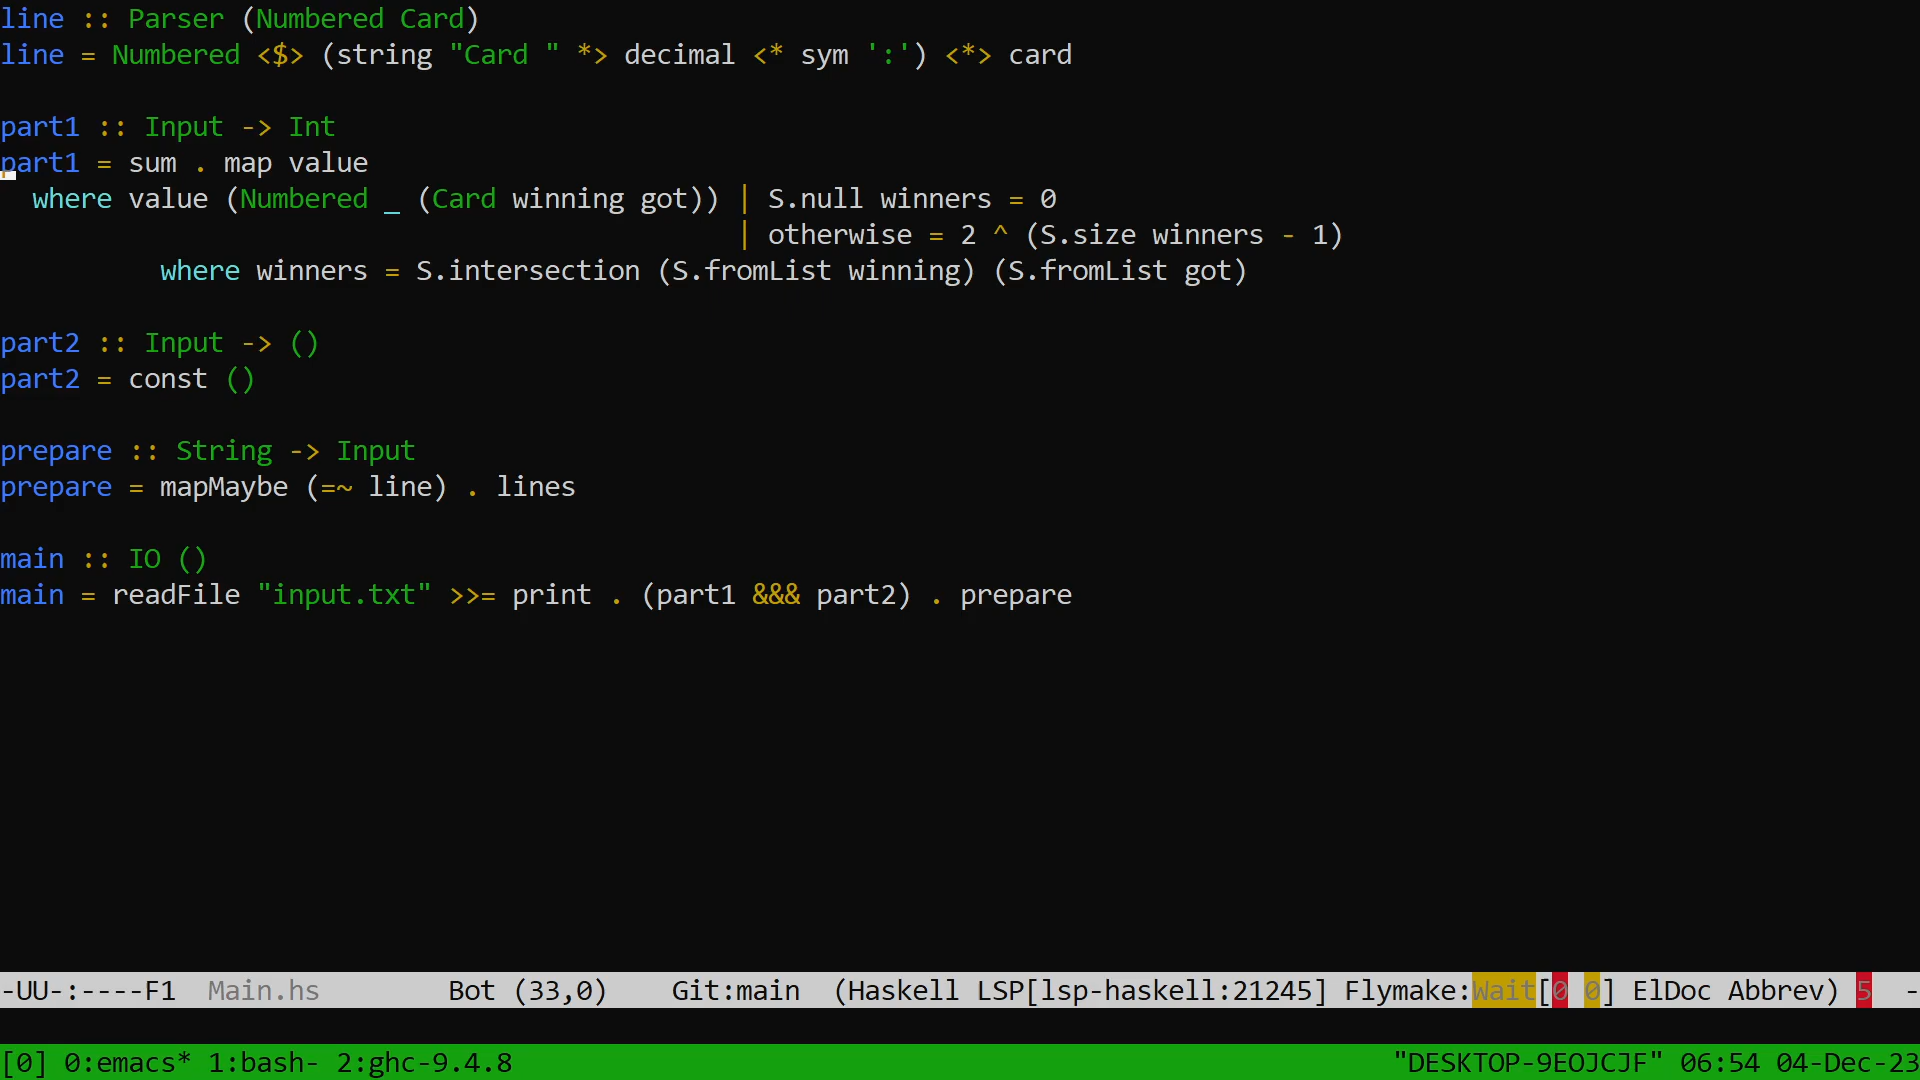 line :: Parser (Numbered Card)
line = Numbered <$> (string "Card " *> decimal <* sym ':') <*> card
part1 :: Input -> Int
part1 = sum . map value
  where value (Numbered _ (Card winning got)) | S.null winners = 0
                                              | otherwise = 2 ^ (S.size winners - 1)
          where winners = S.intersection (S.fromList winning) (S.fromList got)
part2 :: Input -> ()
part2 = const ()
prepare :: String -> Input
prepare = mapMaybe (=~ line) . lines
main :: IO ()
main = readFile "input.txt" >>= print . (part1 &&& part2) . prepare
-UU-:----F1  Main.hs        Bot (33,0)    Git:main  (Haskell LSP[lsp-haskell:21245] Flymake:Wait[0 0] ElDoc Abbrev) 5  -
[0] 0:emacs* 1:bash- 2:ghc-9.4.8 "DESKTOP-9EOJCJF" 06:54 04-Dec-23